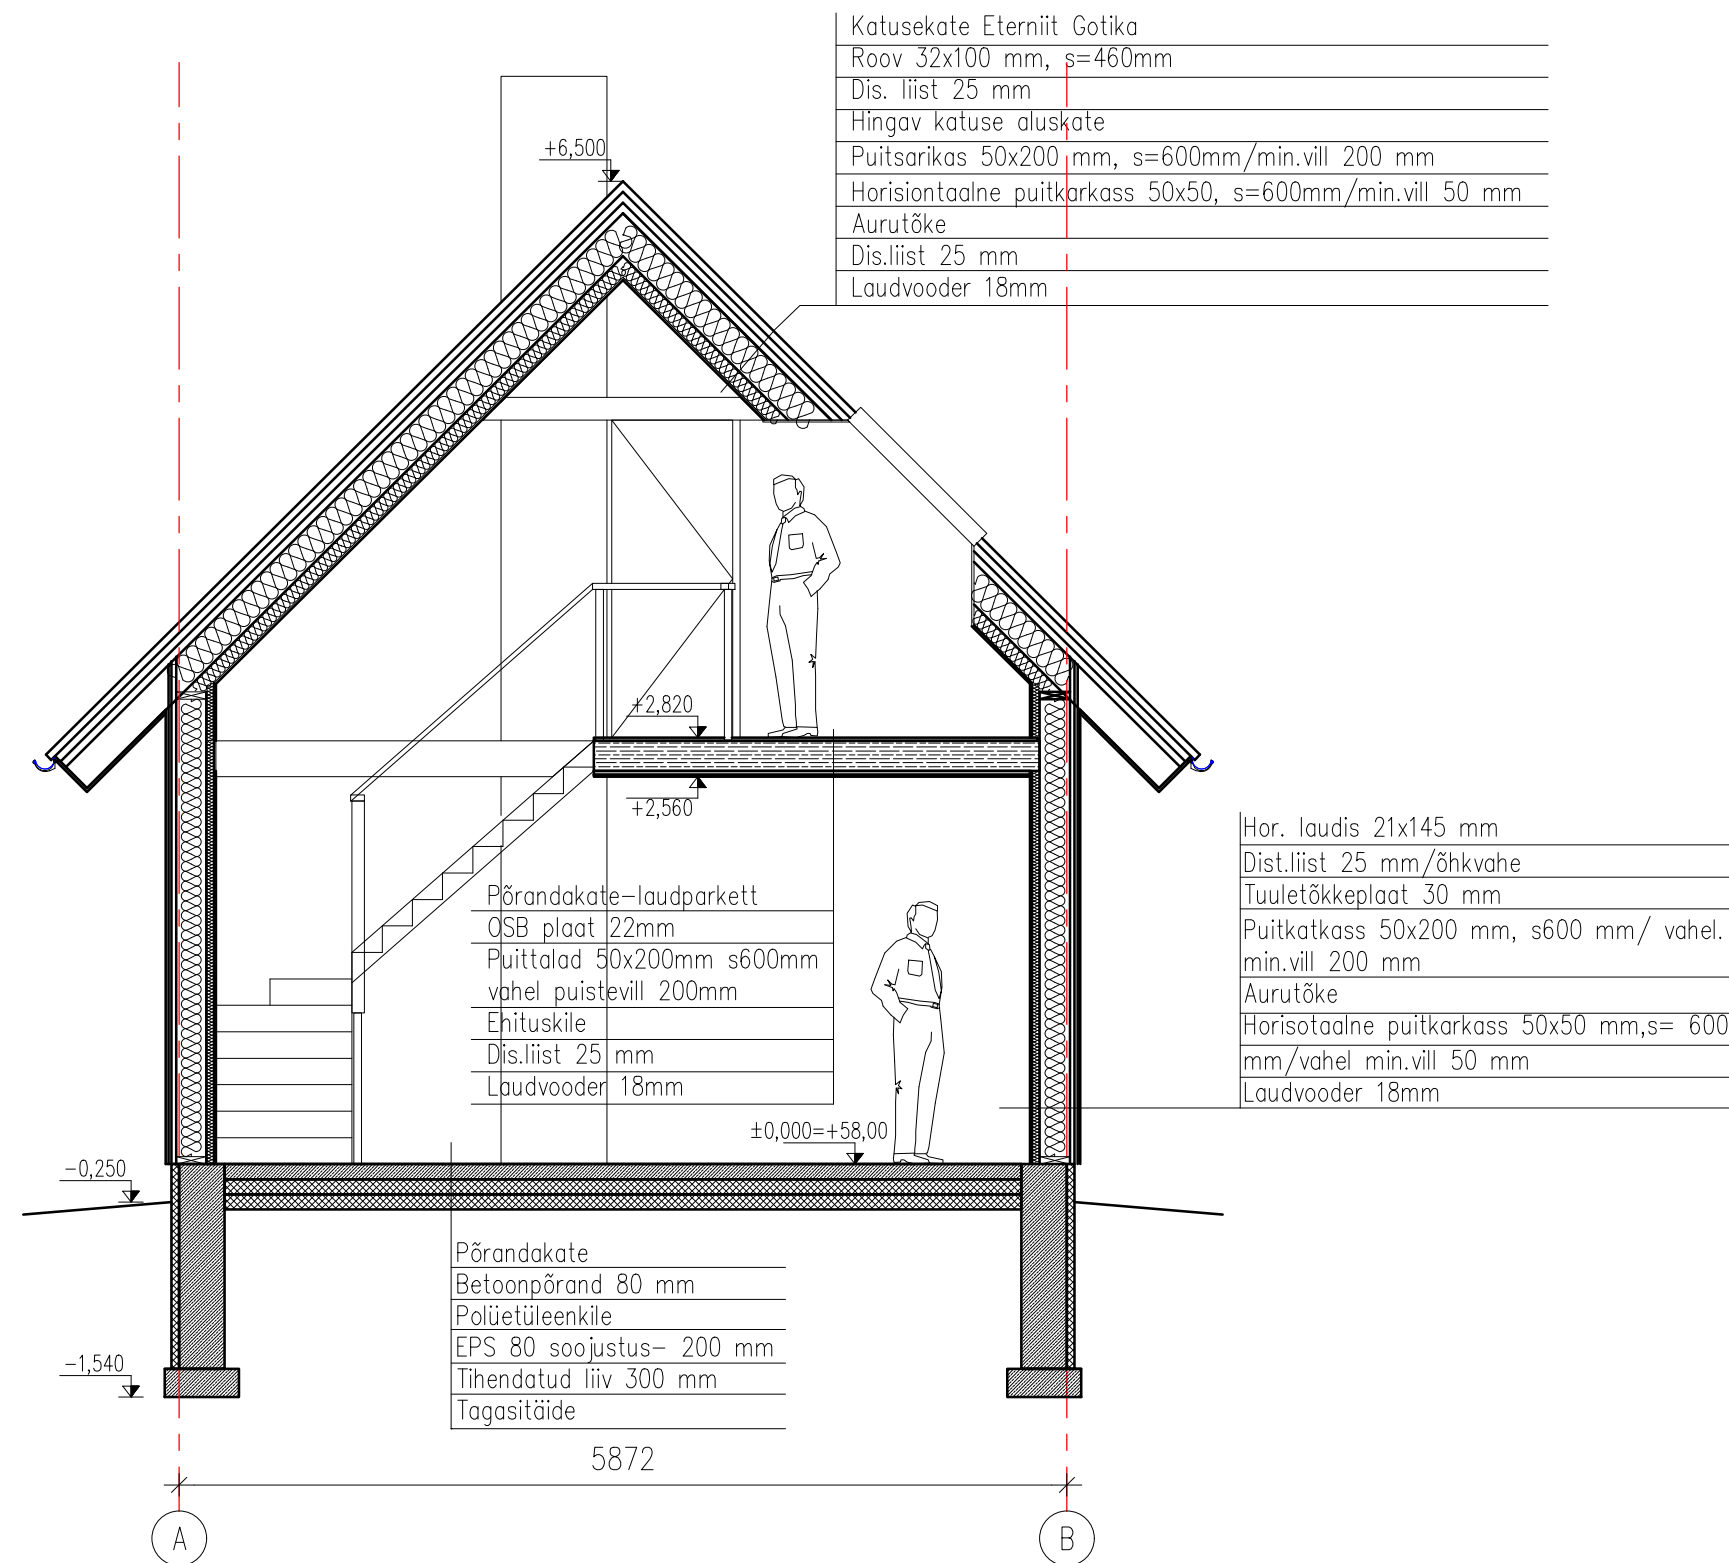 Katusekate Eterniit Gotika
Roov 32x100 mm, s=460mm
Dis. liist 25 mm
Hingav katuse aluskate
Puitsarikas 50x200 mm, s=600mm/min.vill 200 mm
Horisiontaalne puitkarkass 50x50, s=600mm/min.vill 50 mm
Aurutõke
Dis.liist 25 mm
Laudvooder 18mm
+6,500
+2,820
+2,560
Hor. laudis 21x145 mm
Dist.liist 25 mm/õhkvahe
Tuuletõkkeplaat 30 mm
Puitkatkass 50x200 mm, s600 mm/ vahel.
min.vill 200 mm
Aurutõke
Horisotaalne puitkarkass 50x50 mm,s= 600
mm/vahel min.vill 50 mm
Laudvooder 18mm
Põrandakate-laudparkett
OSB plaat 22mm
Puittalad 50x200mm s600mm
vahel puistevill 200mm
Ehituskile
Dis.liist 25 mm
Laudvooder 18mm
±0,000=+58,00
-0,250
Põrandakate
Betoonpõrand 80 mm
Polüetüleenkile
EPS 80 soojustus- 200 mm
Tihendatud liiv 300 mm
Tagasitäide
-1,540
5872
A
B